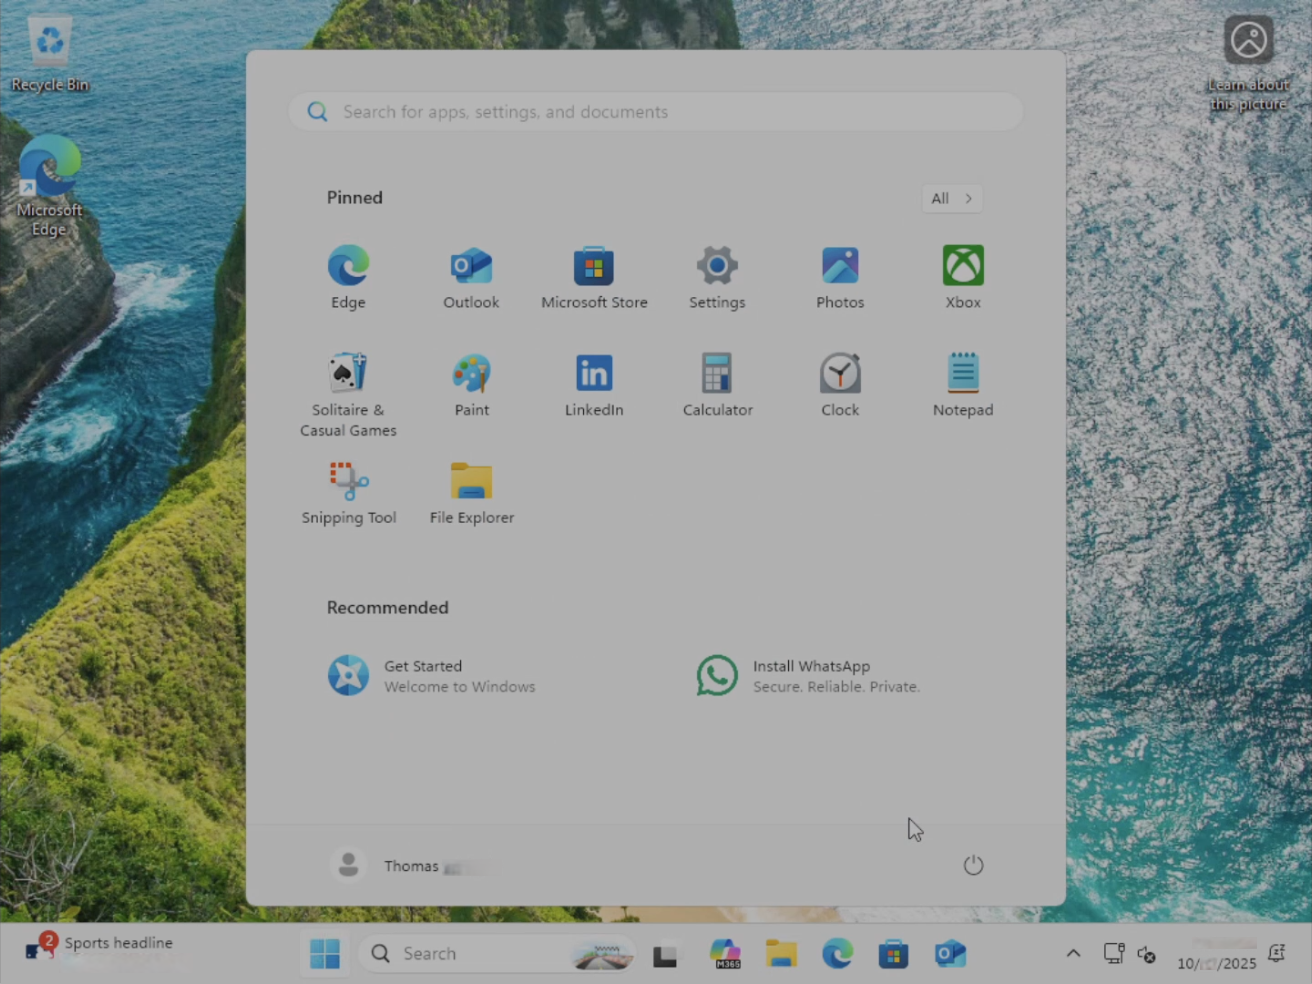 Recycle Bin
Learn about
this picture
Microsoft
Edge
Search for apps, settings, and documents
Pinned
All
Edge
Outlook
Microsoft Store
Settings
Photos
Xbox
Solitaire &
Casual Games
Paint
LinkedIn
Calculator
Clock
Notepad
Snipping Tool
File Explorer
Recommended
Get Started
Welcome to Windows
Install WhatsApp
Secure. Reliable. Private.
Thomas
2
Sports headline
Search
M365
10/ /2025